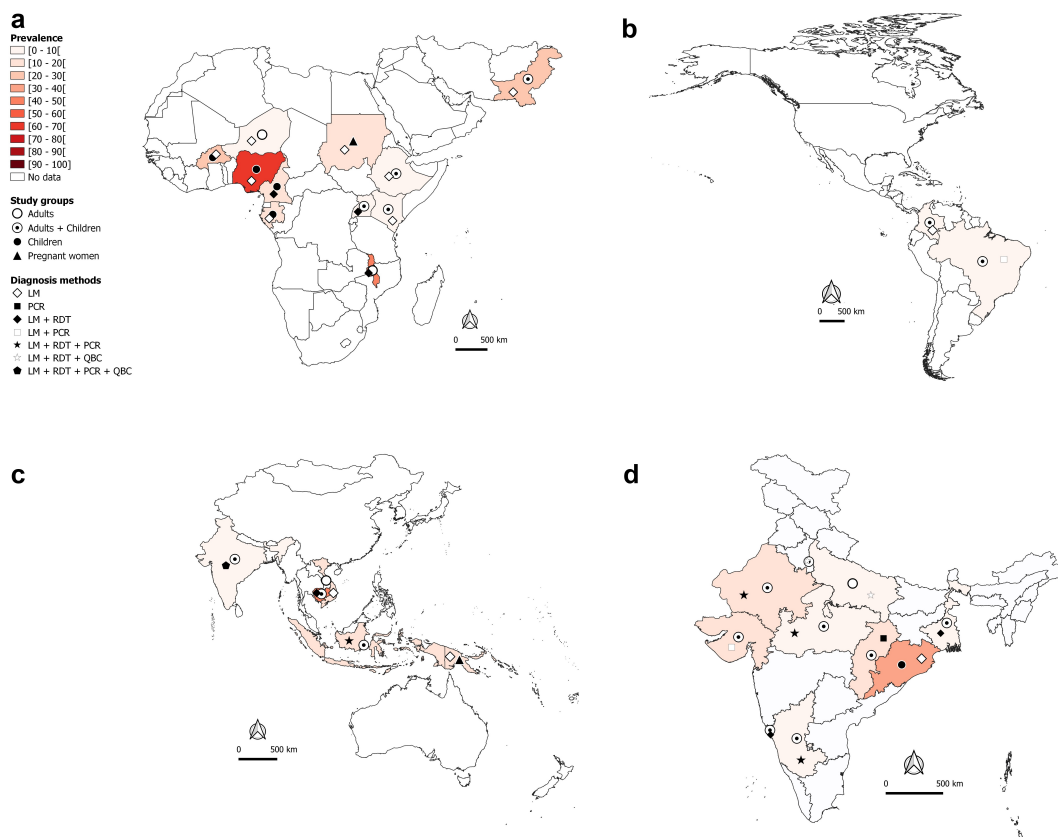 a
Prevalence
[0 - 10[
[10 - 20[
[20 - 30[
[30 - 40[
[40 - 50[
[50 - 60[
[60 - 70[
[70 - 80[
[80 - 90[
[90 - 100]
No data
Study groups
Adults
Adults + Children
Children
Pregnant women
Diagnosis methods
LM
PCR
LM + RDT
LM + PCR
LM + RDT + PCR
LM + RDT + QBC
LM + RDT + PCR + QBC
0 500 km
b
0 500 km
c
0 500 km
d
0 500 km